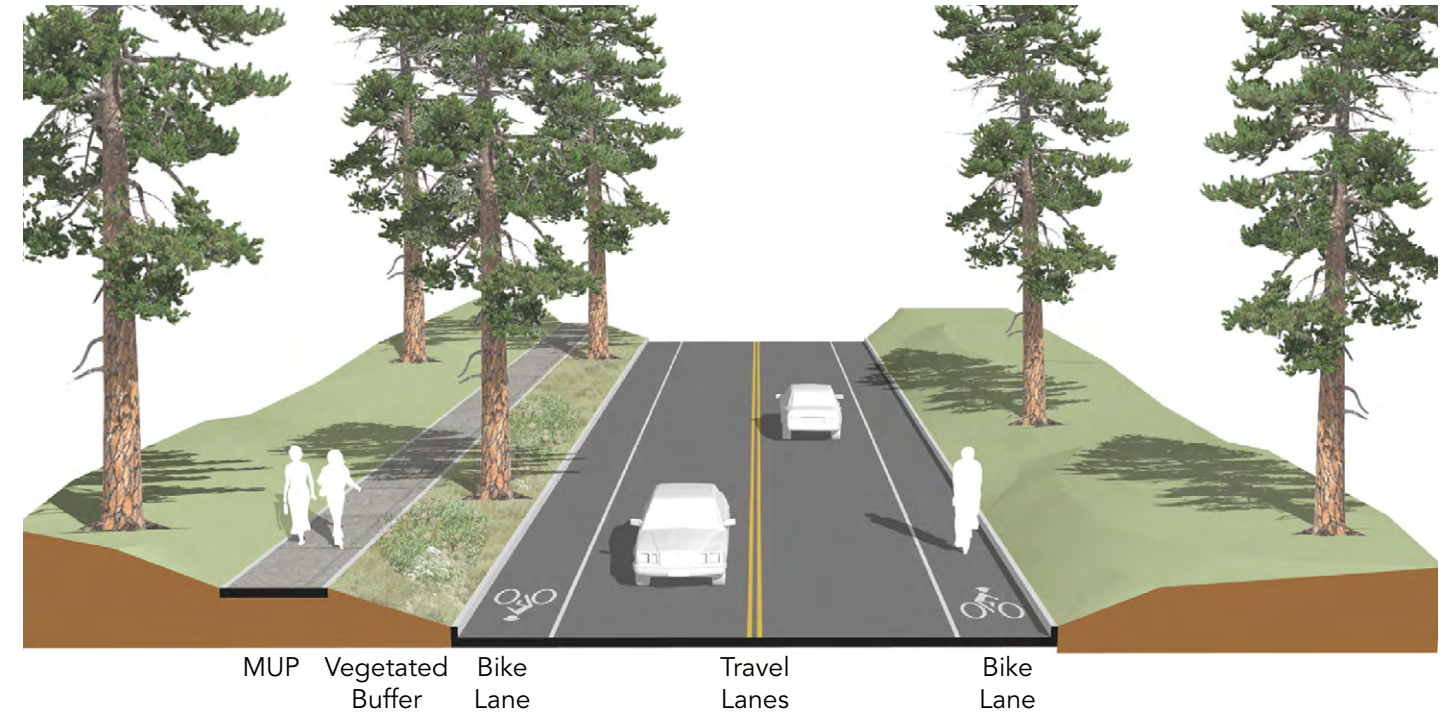 MUP
Vegetated
Buffer
Bike
Lane
Travel
Lanes
Bike
Lane